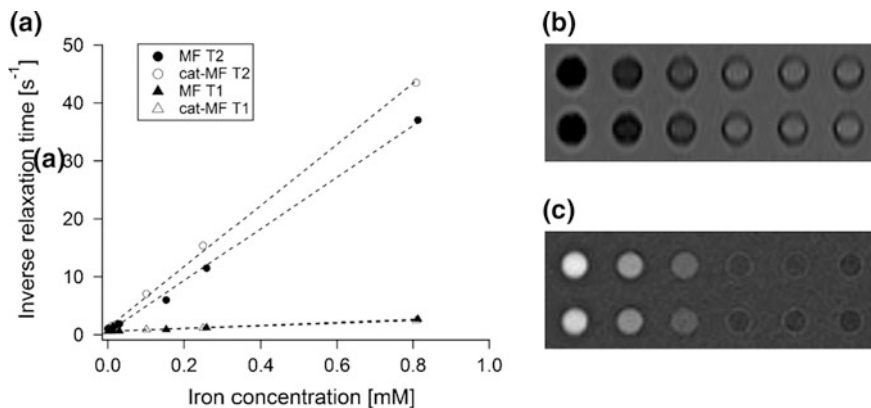 (a)
50
40
30
20
10
0
Inverse relaxation time [s⁻¹]
(a)
MF T2
cat-MF T2
MF T1
cat-MF T1
0.0 0.2 0.4 0.6 0.8 1.0
Iron concentration [mM]
(b)
(c)